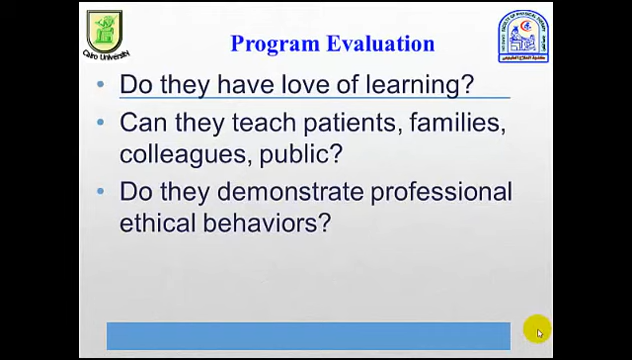 Program Evaluation
Cairo University
• Do they have love of learning?
• Can they teach patients, families,
colleagues, public?
• Do they demonstrate professional
ethical behaviors?